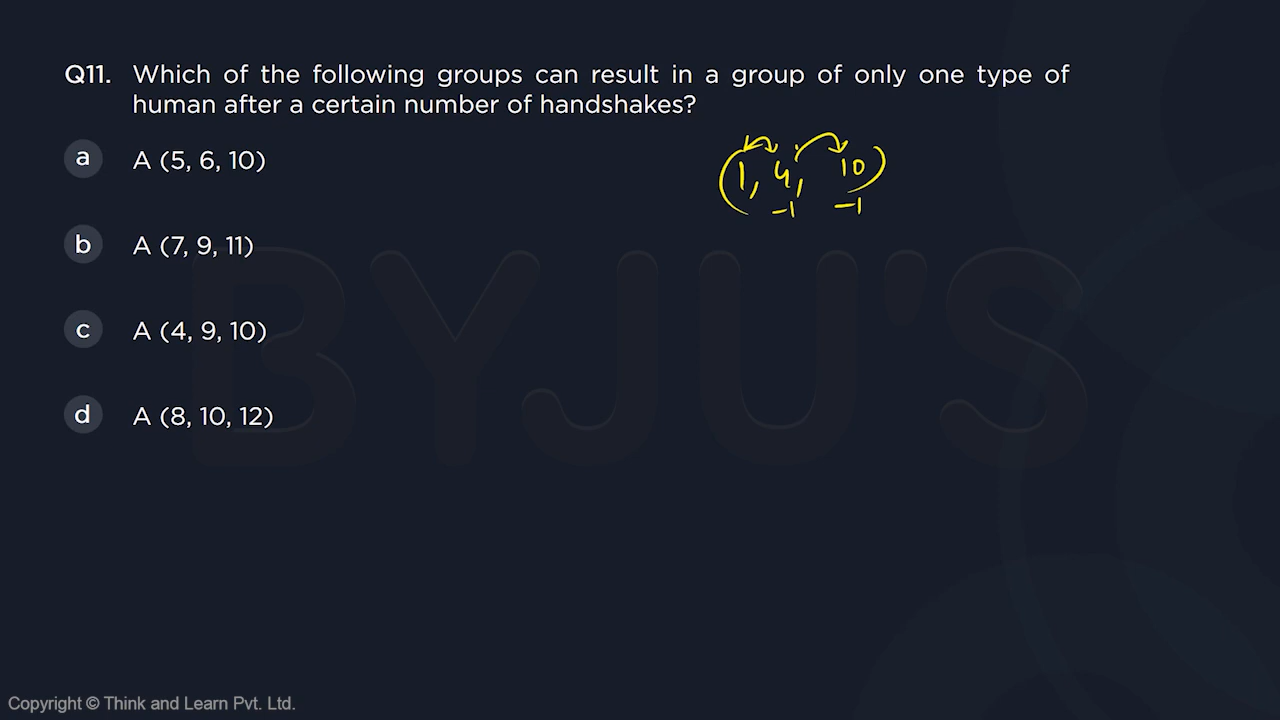 Q11. Which of the following groups can result in a group of only one type of
human after a certain number of handshakes?
a A (5, 6, 10)
(1, 4, 10)
-1 -1
b A (7, 9, 11)
c A (4, 9, 10)
d A (8, 10, 12)
BYJU'S
Copyright © Think and Learn Pvt. Ltd.